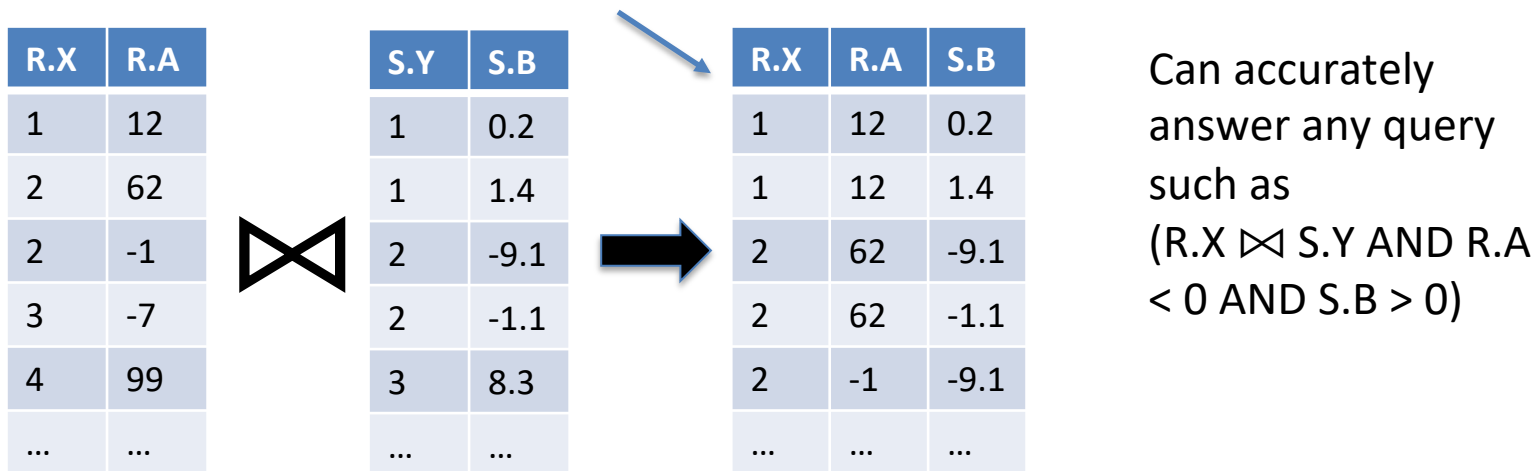 R.X R.A
1 12
2 62
2 -1
3 -7
4 99
... ...
S.Y S.B
1 0.2
1 1.4
2 -9.1
2 -1.1
3 8.3
... ...
R.X R.A S.B
1 12 0.2
1 12 1.4
2 62 -9.1
2 62 -1.1
2 -1 -9.1
... ... ...
Can accurately
answer any query
such as
(R.X ⋈ S.Y AND R.A
< 0 AND S.B > 0)